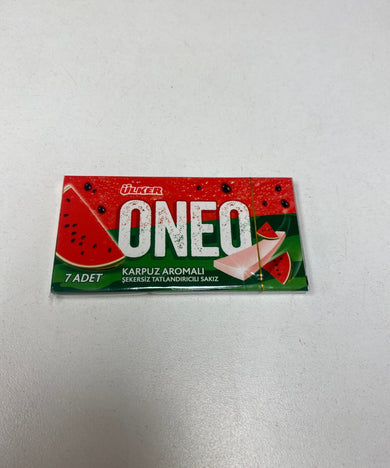 ÜLKER
ONEO
KARPUZ AROMALI
ŞEKERSİZ TATLANDIRICILI SAKIZ
7 ADET